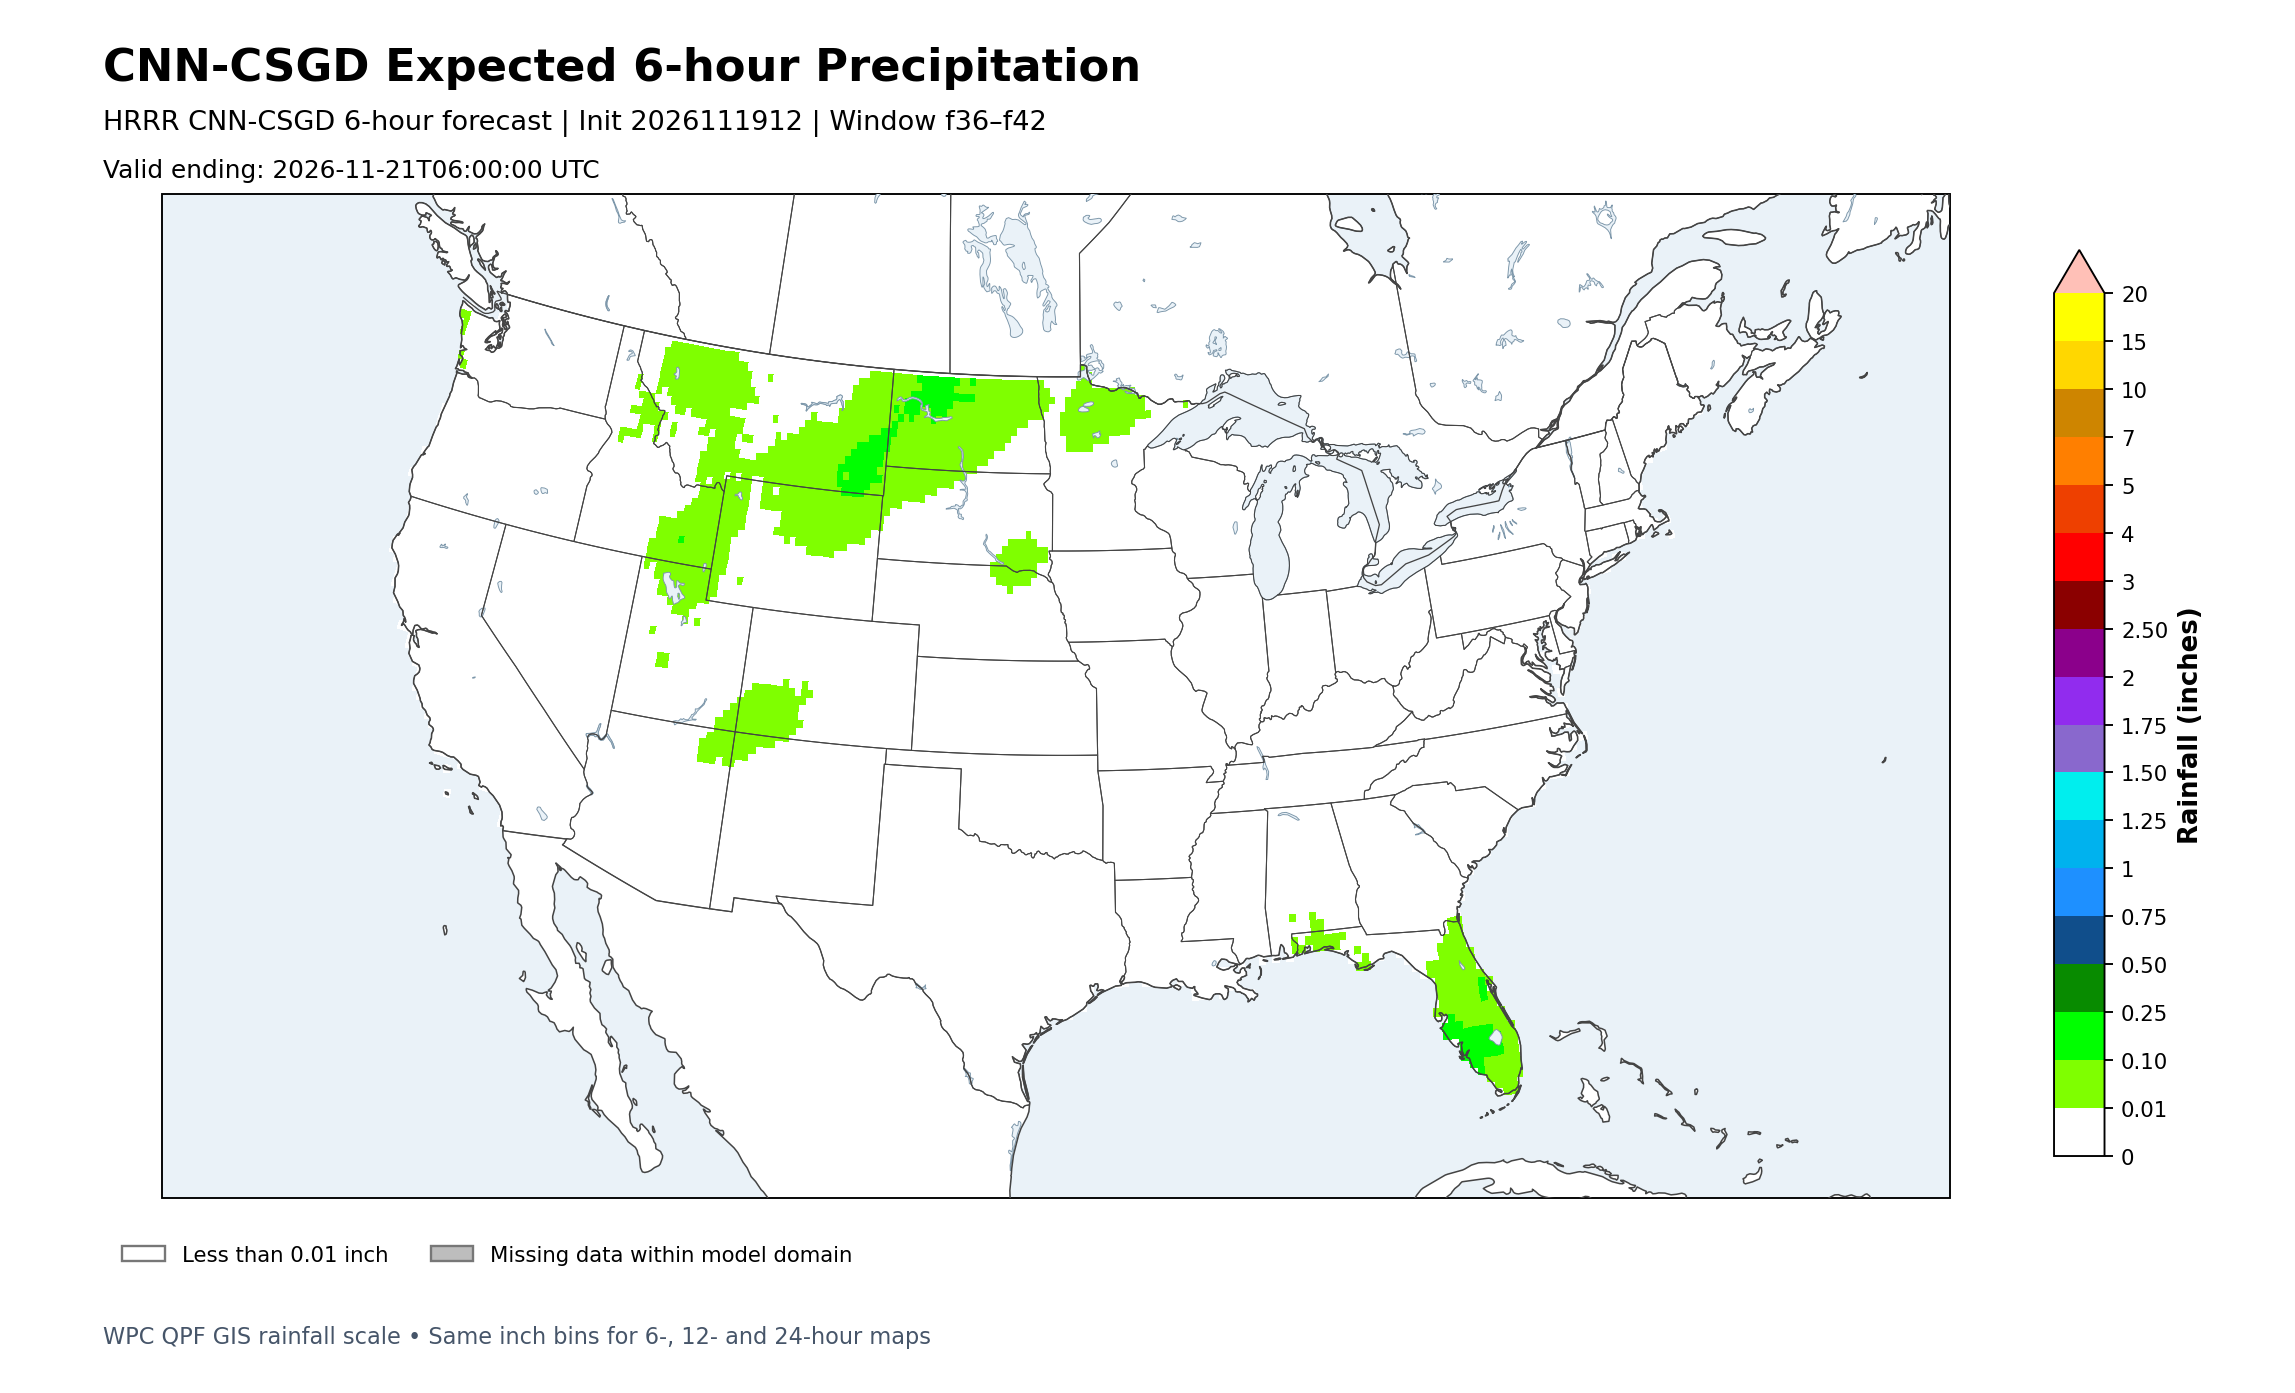 CNN-CSGD Expected 6-hour Precipitation
HRRR CNN-CSGD 6-hour forecast | Init 2026111912 | Window f36–f42
Valid ending: 2026-11-21T06:00:00 UTC
20
15
10
7
5
4
3
2.50
2
1.75
1.50
1.25
1
0.75
0.50
0.25
0.10
0.01
0
Rainfall (inches)
Less than 0.01 inch
Missing data within model domain
WPC QPF GIS rainfall scale • Same inch bins for 6-, 12- and 24-hour maps